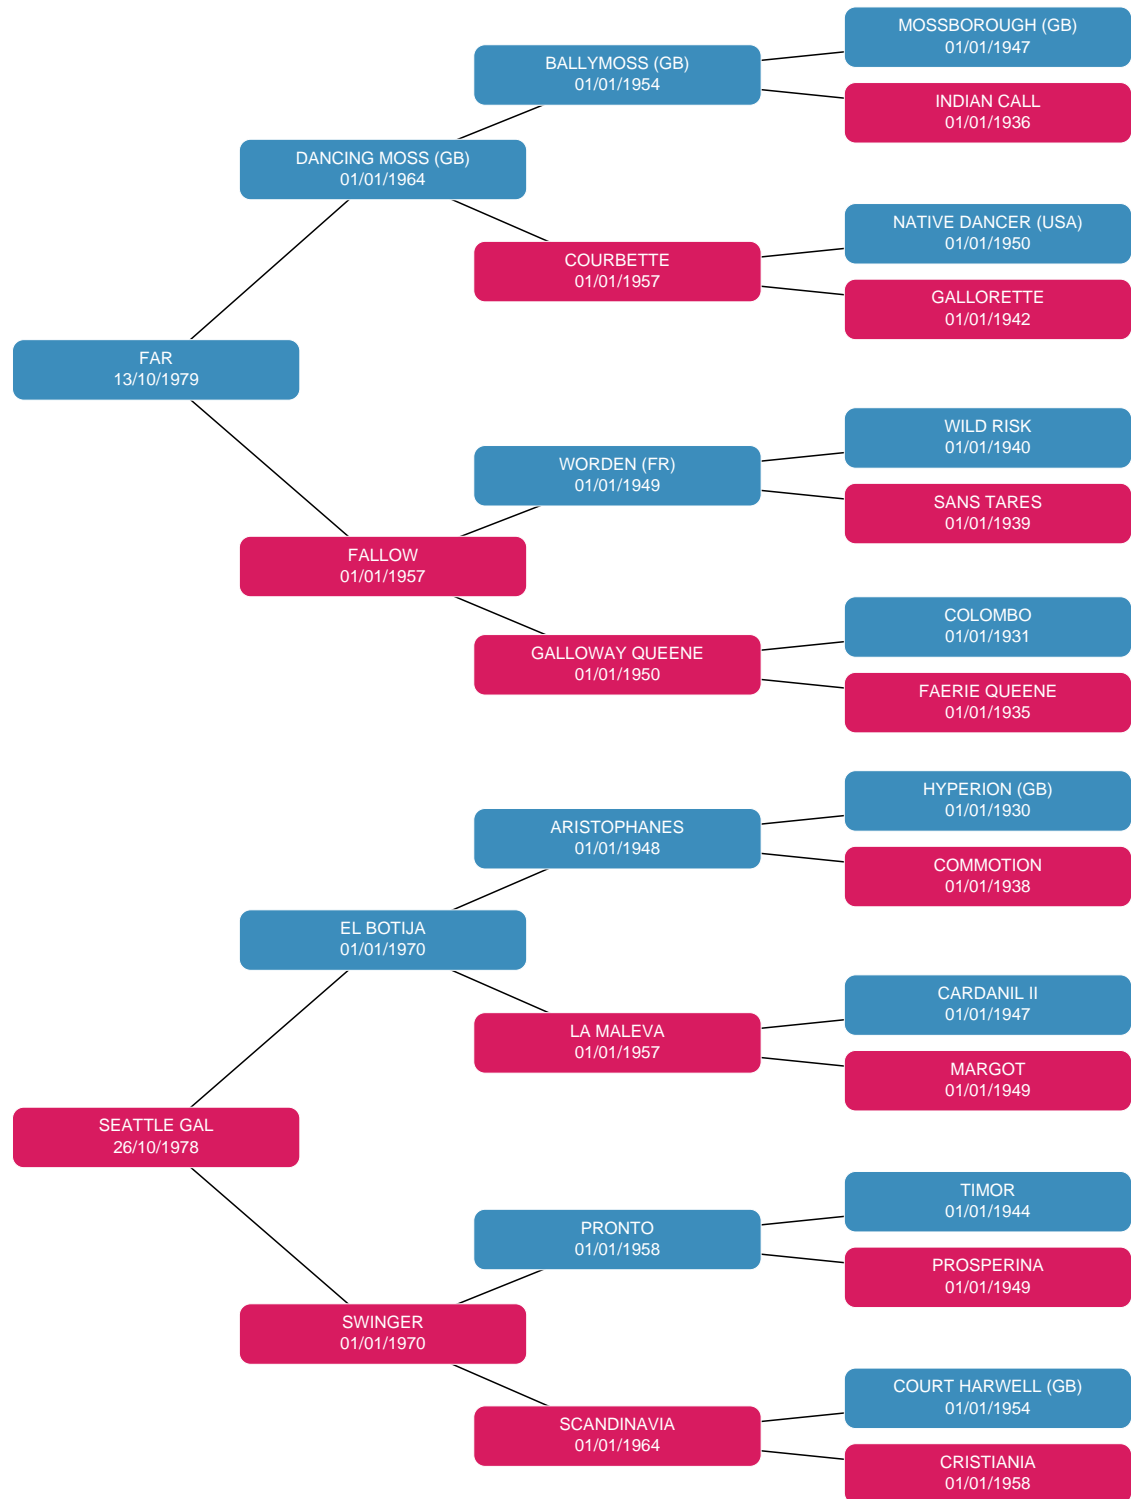 MOSSBOROUGH (GB)
01/01/1947
BALLYMOSS (GB)
01/01/1954
INDIAN CALL
01/01/1936
DANCING MOSS (GB)
01/01/1964
NATIVE DANCER (USA)
01/01/1950
COURBETTE
01/01/1957
GALLORETTE
01/01/1942
FAR
13/10/1979
WILD RISK
01/01/1940
WORDEN (FR)
01/01/1949
SANS TARES
01/01/1939
FALLOW
01/01/1957
COLOMBO
01/01/1931
GALLOWAY QUEENE
01/01/1950
FAERIE QUEENE
01/01/1935
HYPERION (GB)
01/01/1930
ARISTOPHANES
01/01/1948
COMMOTION
01/01/1938
EL BOTIJA
01/01/1970
CARDANIL II
01/01/1947
LA MALEVA
01/01/1957
MARGOT
01/01/1949
SEATTLE GAL
26/10/1978
TIMOR
01/01/1944
PRONTO
01/01/1958
PROSPERINA
01/01/1949
SWINGER
01/01/1970
COURT HARWELL (GB)
01/01/1954
SCANDINAVIA
01/01/1964
CRISTIANIA
01/01/1958